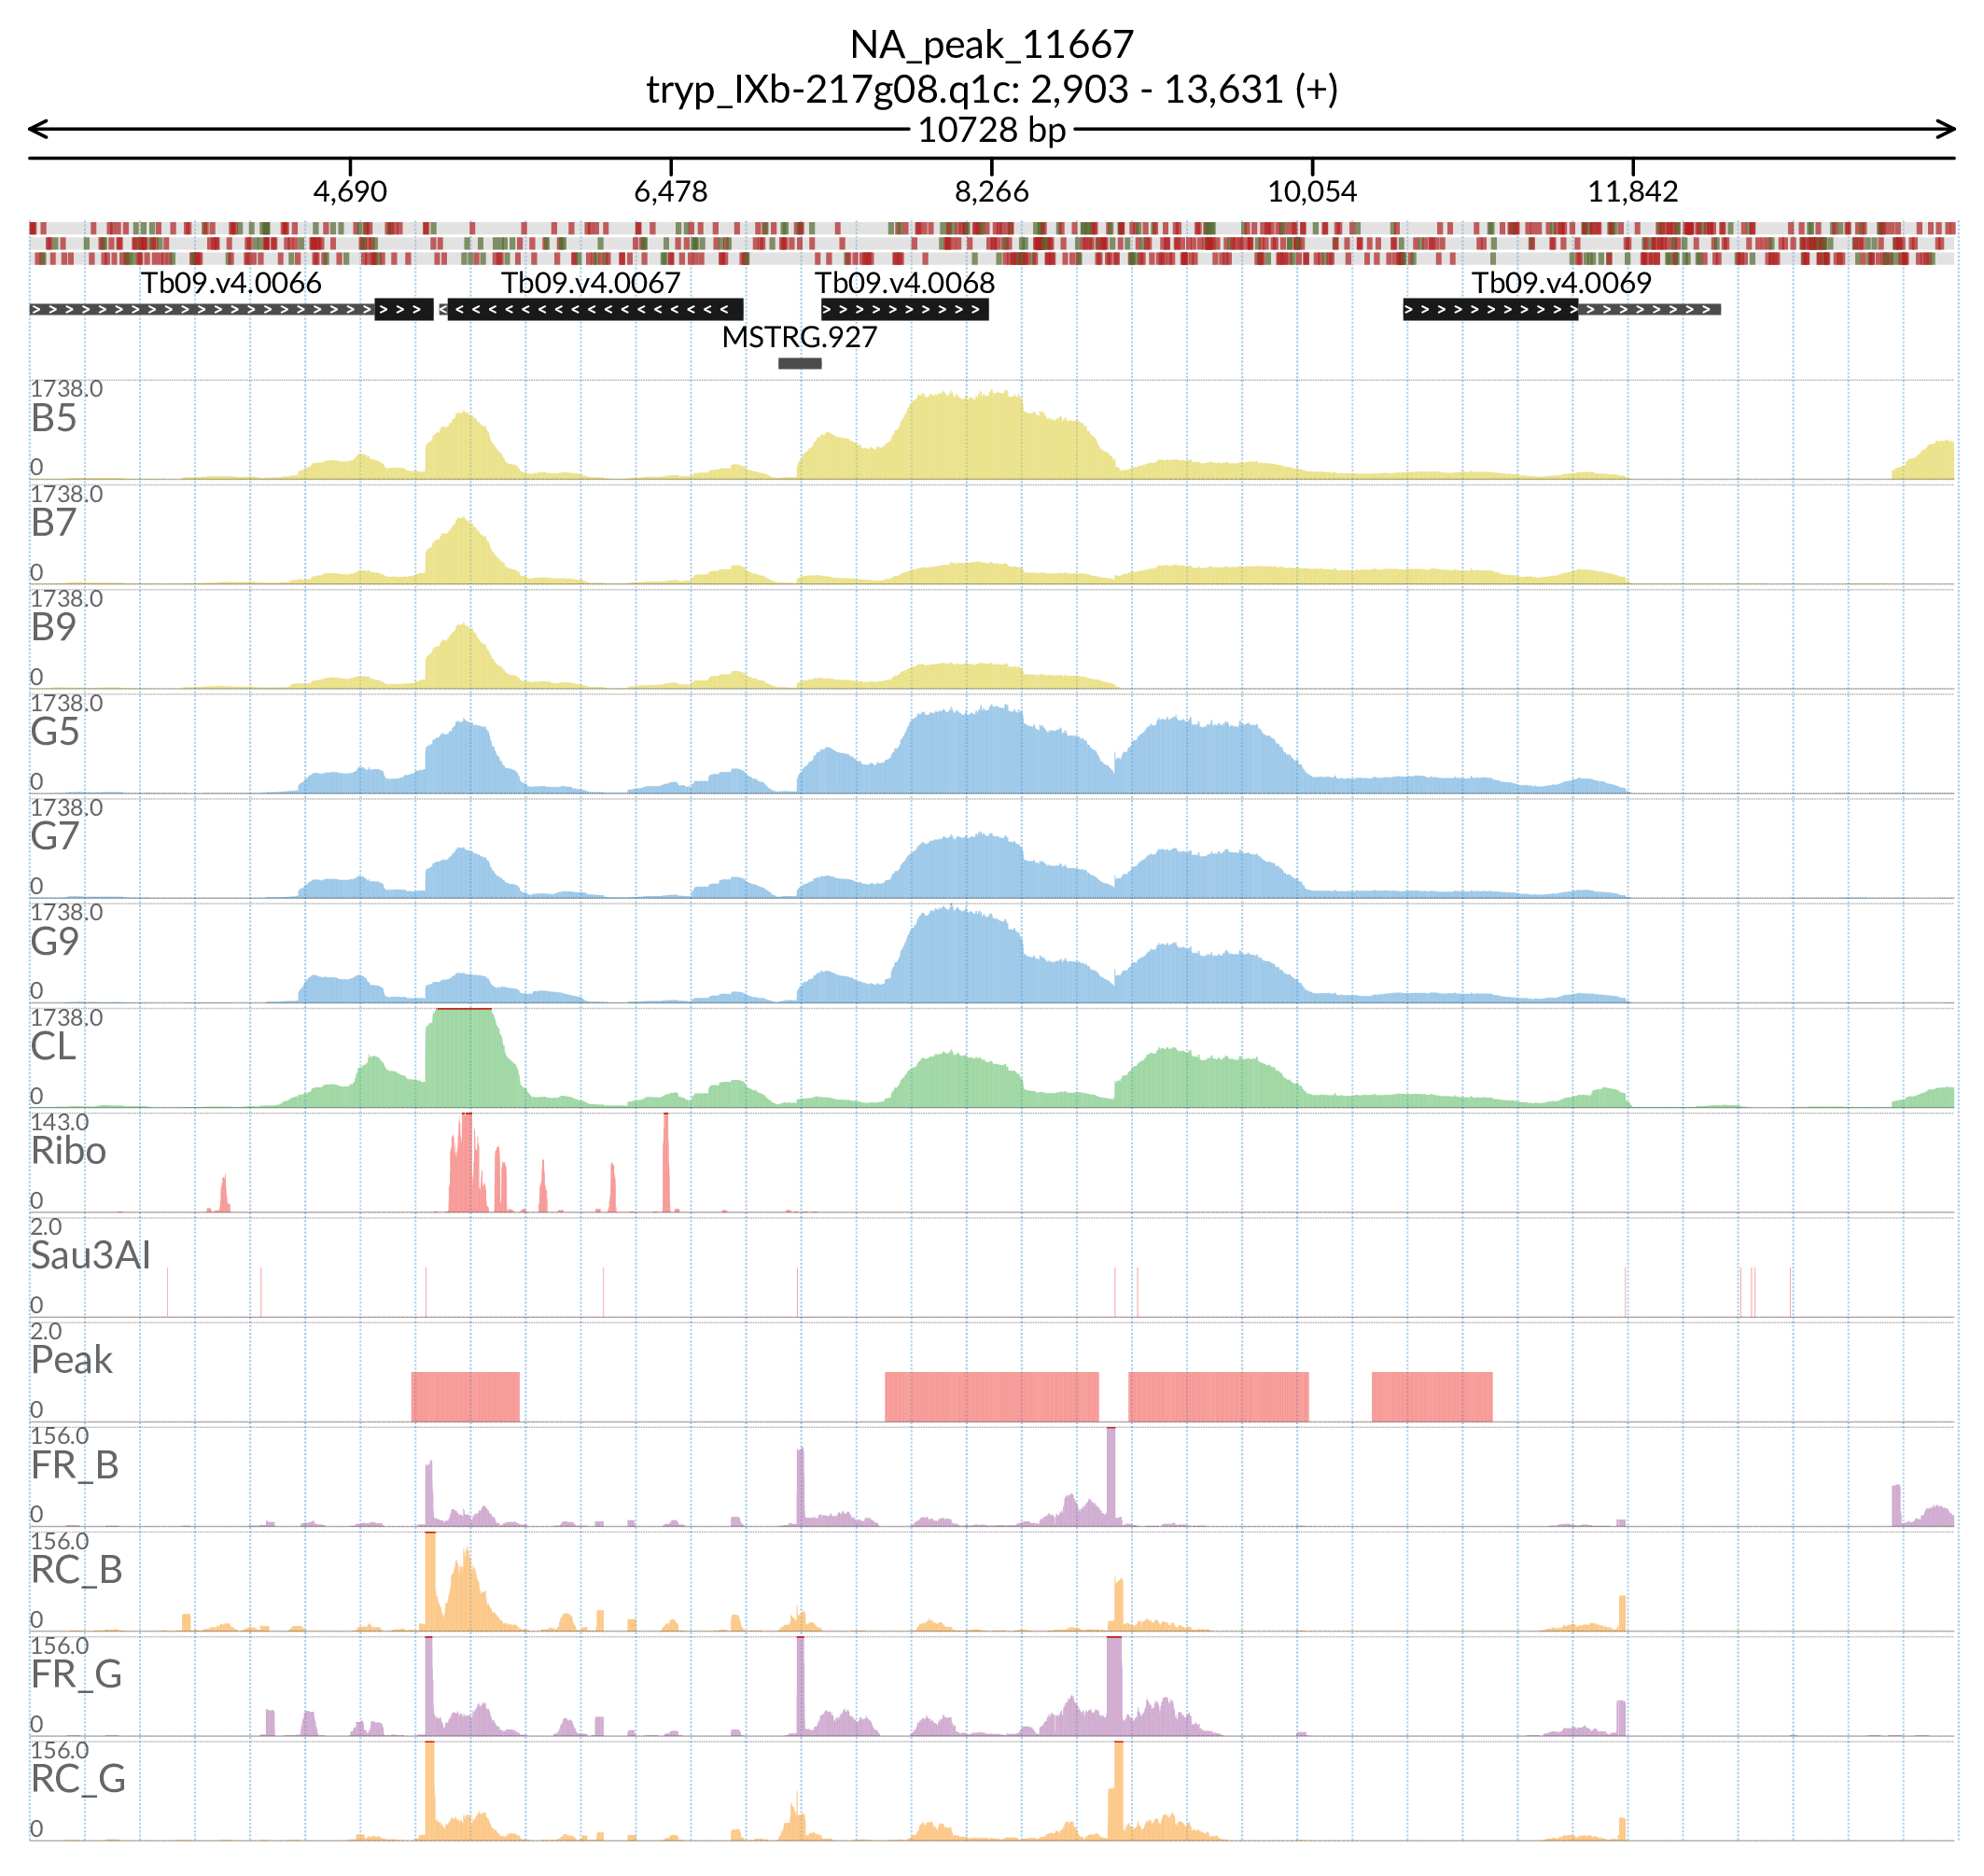 NA_peak_11667
tryp_IXb-217g08.q1c: 2,903 - 13,631 (+)
10728 bp
4,690 6,478 8,266 10,054 11,842
Tb09.v4.0066 Tb09.v4.0067 Tb09.v4.0068 Tb09.v4.0069
MSTRG.927
1738.0
B5
0
1738.0
B7
0
1738.0
B9
0
1738.0
G5
0
1738.0
G7
0
1738.0
G9
0
1738.0
CL
0
143.0
Ribo
0
2.0
Sau3AI
0
2.0
Peak
0
156.0
FR_B
0
156.0
RC_B
0
156.0
FR_G
0
156.0
RC_G
0